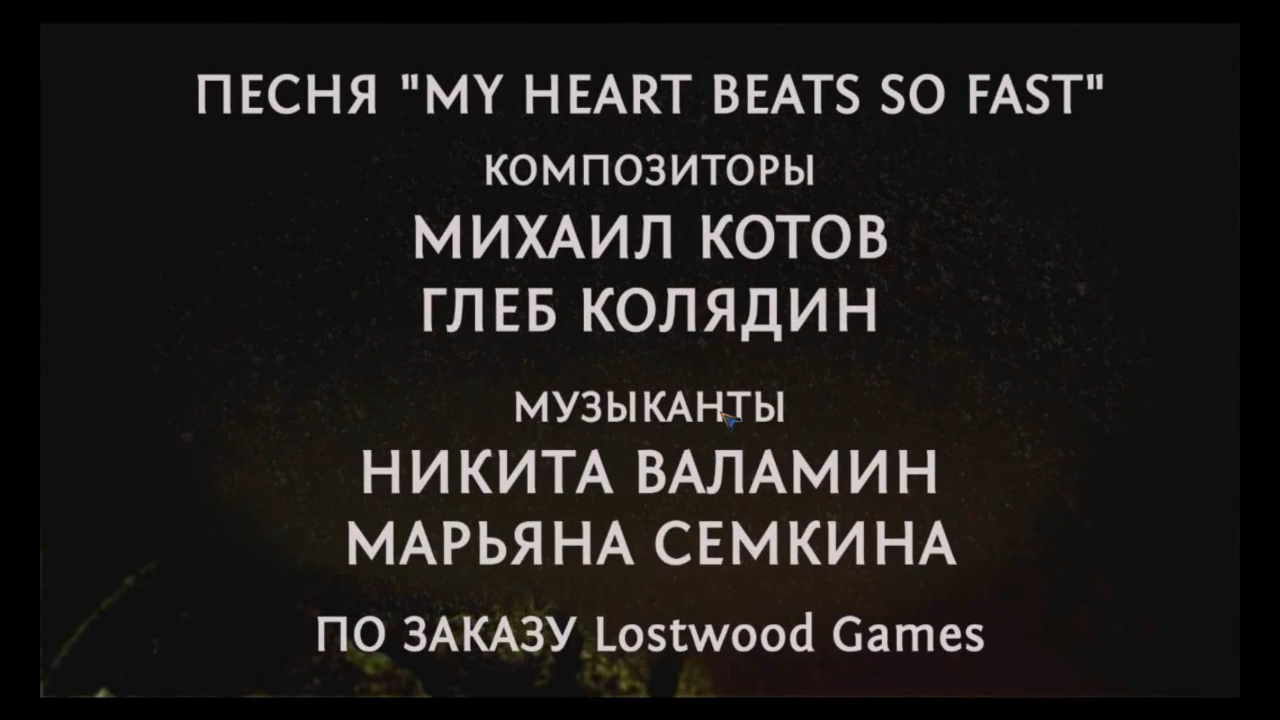 ПЕСНЯ "MY HEART BEATS SO FAST"
КОМПОЗИТОРЫ
МИХАИЛ КОТОВ
ГЛЕБ КОЛЯДИН
МУЗЫКАНТЫ
НИКИТА ВАЛАМИН
МАРЬЯНА СЕМКИНА
ПО ЗАКАЗУ Lostwood Games